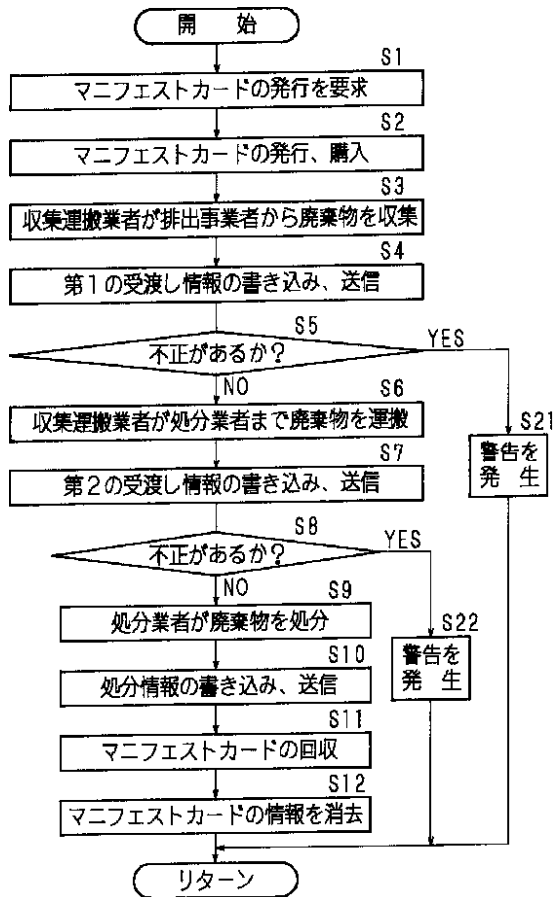 開 始
S1
マニフェストカードの発行を要求
S2
マニフェストカードの発行、購入
S3
収集運搬業者が排出事業者から廃棄物を収集
S4
第1の受渡し情報の書き込み、送信
S5
不正があるか?
YES
NO
S6
収集運搬業者が処分業者まで廃棄物を運搬
S21
警告を
発 生
S7
第2の受渡し情報の書き込み、送信
S8
不正があるか?
YES
NO
S9
処分業者が廃棄物を処分
S22
警告を
発 生
S10
処分情報の書き込み、送信
S11
マニフェストカードの回収
S12
マニフェストカードの情報を消去
リターン